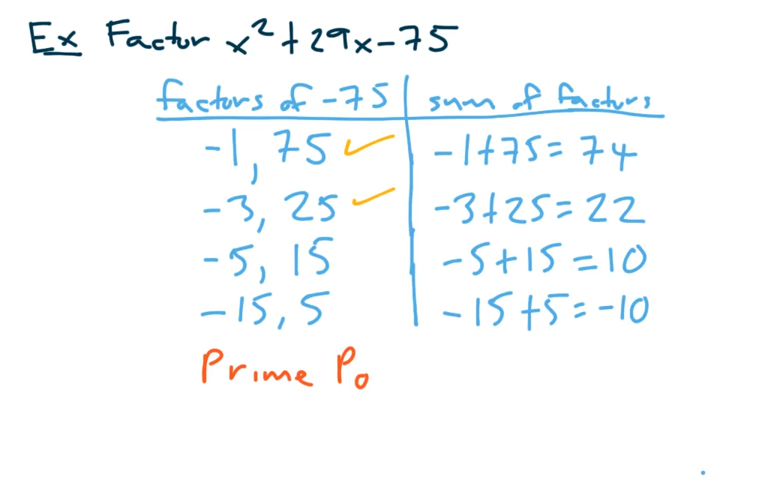 Ex Factor x²+29x-75
factors of -75 | sum of factors
-1, 75 ✓ -1+75=74
-3, 25 ✓ -3+25=22
-5, 15 -5+15=10
-15, 5 -15+5=-10
Prime Po